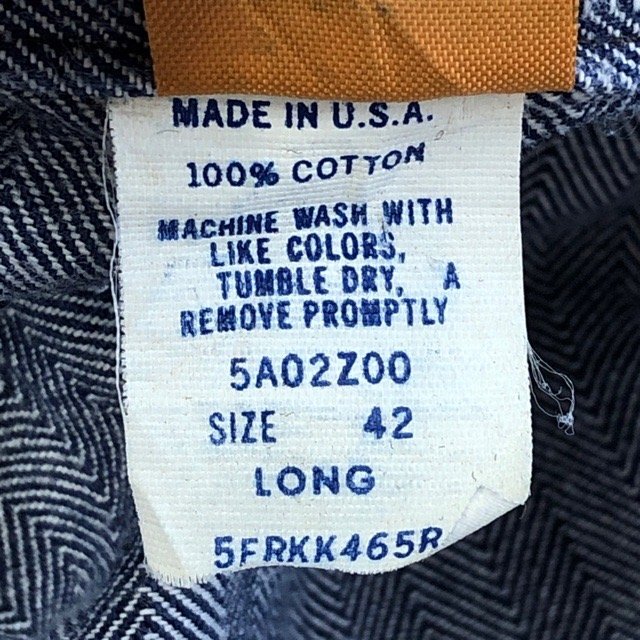 MADE IN U.S.A.
100% COTTON
MACHINE WASH WITH
LIKE COLORS,
TUMBLE DRY, A
REMOVE PROMPTLY
5A02Z00
SIZE 42
LONG
5FRKK465R